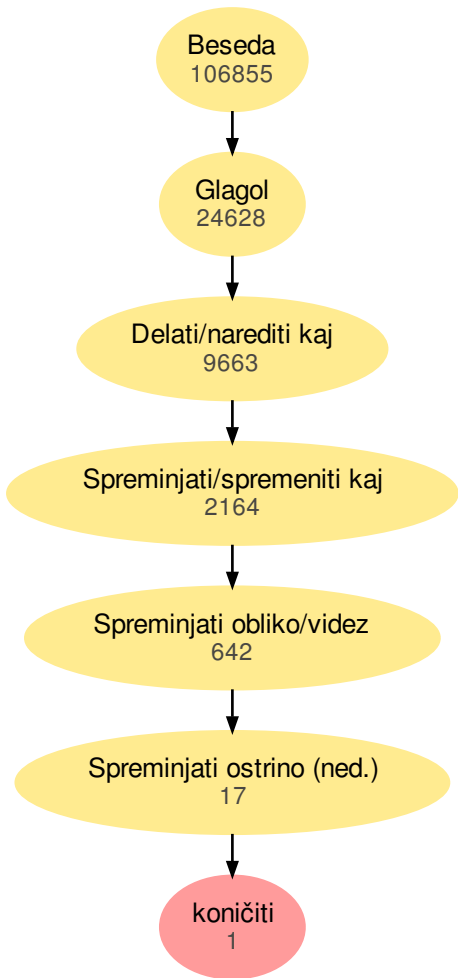 Beseda
106855
Glagol
24628
Delati/narediti kaj
9663
Spreminjati/spremeniti kaj
2164
Spreminjati obliko/videz
642
Spreminjati ostrino (ned.)
17
koničiti
1